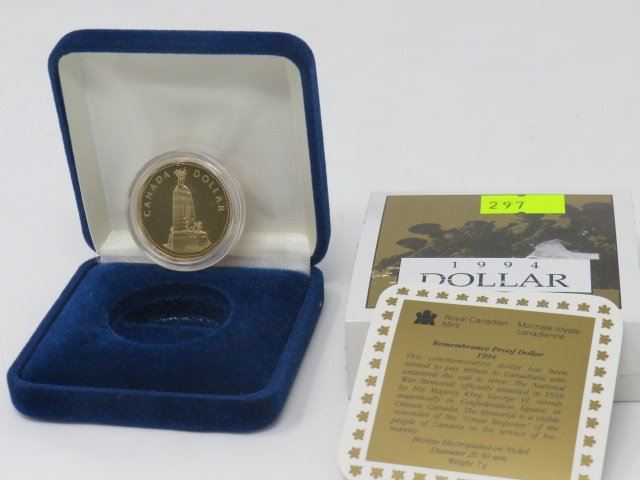 CANADA DOLLAR
297
1994
DOLLAR
Royal Canadian Mint
Monnaie royale canadienne
Remembrance Proof Dollar
1994
This commemorative dollar has been
minted to pay tribute to Canadians who
answered the call to serve. The National
War Memorial, officially unveiled in 1939
by His Majesty King George VI, stands
majestically in Confederation Square in
Ottawa, Canada. The Memorial is a visible
reminder of the "Great Response" of the
people of Canada in the service of hu-
manity.
Bronze Electroplated on Nickel
Diameter 26.50 mm
Weight 7 g